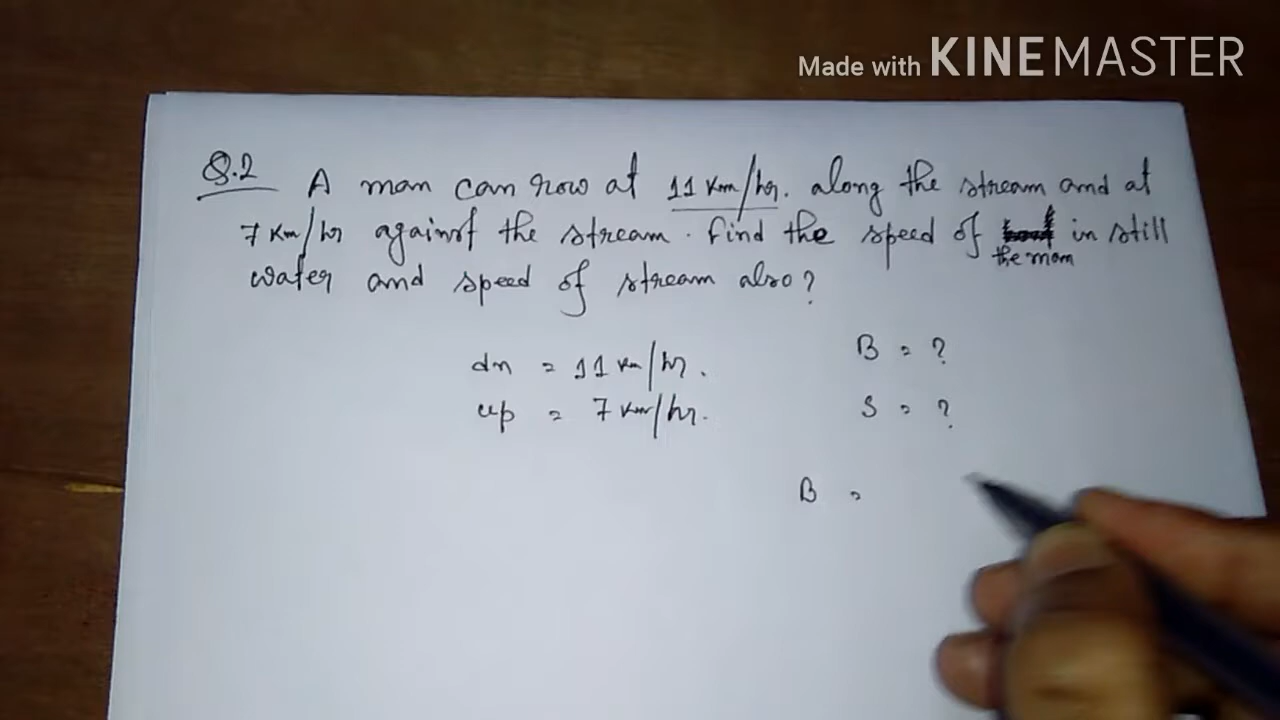 Made with KINEMASTER
Q.2 A man can row at 11 Km/hr. along the stream and at
7 Km/hr against the stream. find the speed of in still
the man
water and speed of stream also?
dn = 11 km/hr.
B = ?
up = 7 Km/hr.
S = ?
B =